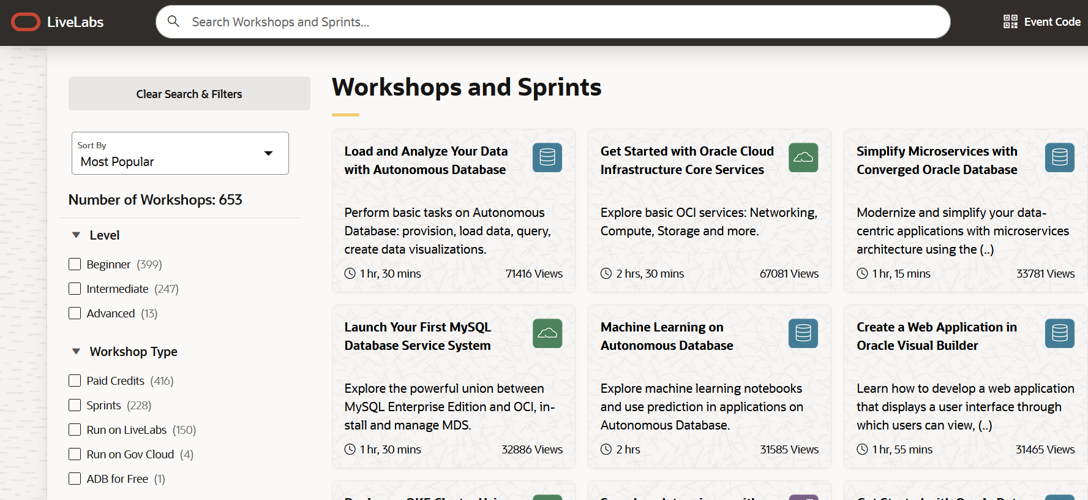 LiveLabs
Search Workshops and Sprints...
Event Code
Clear Search & Filters
Sort By
Most Popular
Number of Workshops: 653
Level
Beginner (399)
Intermediate (247)
Advanced (13)
Workshop Type
Paid Credits (416)
Sprints (228)
Run on LiveLabs (150)
Run on Gov Cloud (4)
ADB for Free (1)
Workshops and Sprints
Load and Analyze Your Data
with Autonomous Database
Perform basic tasks on Autonomous
Database: provision, load data, query,
create data visualizations.
1 hr, 30 mins
71416 Views
Get Started with Oracle Cloud
Infrastructure Core Services
Explore basic OCI services: Networking,
Compute, Storage and more.
2 hrs, 30 mins
67081 Views
Simplify Microservices with
Converged Oracle Database
Modernize and simplify your data-
centric applications with microservices
architecture using the (..)
1 hr, 15 mins
33781 Views
Launch Your First MySQL
Database Service System
Explore the powerful union between
MySQL Enterprise Edition and OCI, in-
stall and manage MDS.
1 hr, 30 mins
32886 Views
Machine Learning on
Autonomous Database
Explore machine learning notebooks
and use prediction in applications on
Autonomous Database.
2 hrs
31585 Views
Create a Web Application in
Oracle Visual Builder
Learn how to develop a web application
that displays a user interface through
which users can view, (..)
1 hr, 55 mins
31465 Views